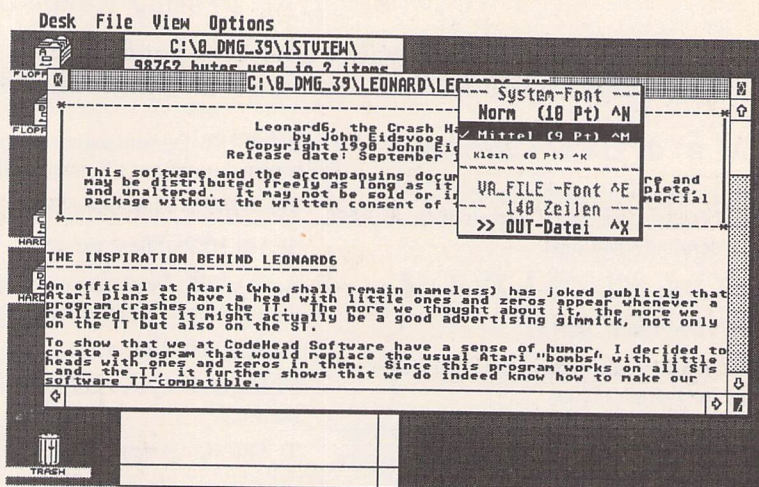 Desk File View Options
C:\0_DMG_39\1STVIEW\
98762 bytes used in 2 items
FLOPP
FLOPP
HARD
HARD
C:\0_DMG_39\LEONARD\
--- System-Font ---
Norm (10 Pt) ^N
✓ Mittel (9 Pt) ^M
Klein (8 Pt) ^K
VA_FILE -Font ^E
--- 140 Zeilen ---
>> OUT-Datei ^X
Leonard6, the Crash
by John Eidsvoog
Copyright 1990 John
Release date: September
This software and the accompanying and
may be distributed freely as long as it
and unaltered. It may not be sold or
package without the written consent of
THE INSPIRATION BEHIND LEONARD6
An official at Atari (who shall remain nameless) has joked publicly that
Atari plans to have a head with little ones and zeros appear whenever a
program crashes on the TT. The more we thought about it, the more we
realized that it might actually be a good advertising gimmick, not only
on the TT but also on the ST.
To show that we at CodeHead Software have a sense of humor, I decided to
create a program that would replace the usual Atari "bombs" with little
heads with ones and zeros in them. Since this program works on all STs
_and_ the TT, it further shows that we do indeed know how to make our
software TT-compatible.
TRASH